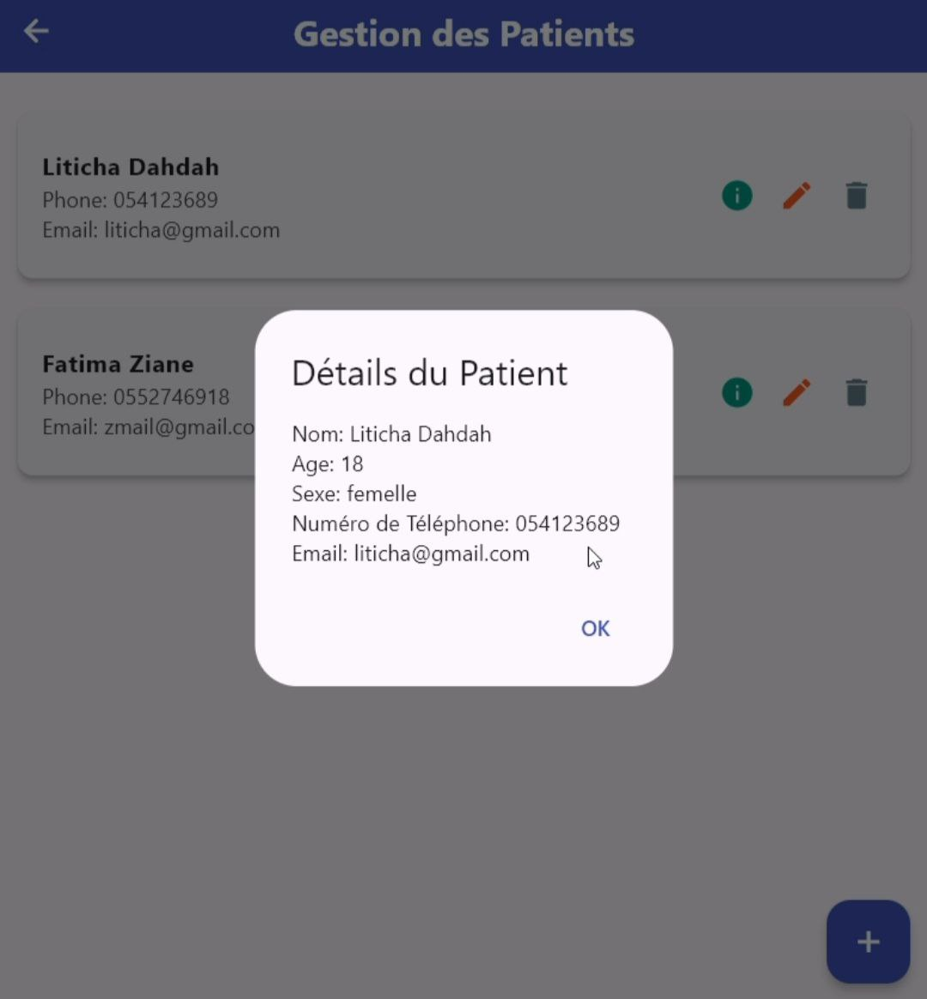 Gestion des Patients
Liticha Dahdah
Phone: 054123689
Email: liticha@gmail.com
Fatima Ziane
Phone: 0552746918
Email: zmail@gmail.co
Détails du Patient
Nom: Liticha Dahdah
Age: 18
Sexe: femelle
Numéro de Téléphone: 054123689
Email: liticha@gmail.com
OK